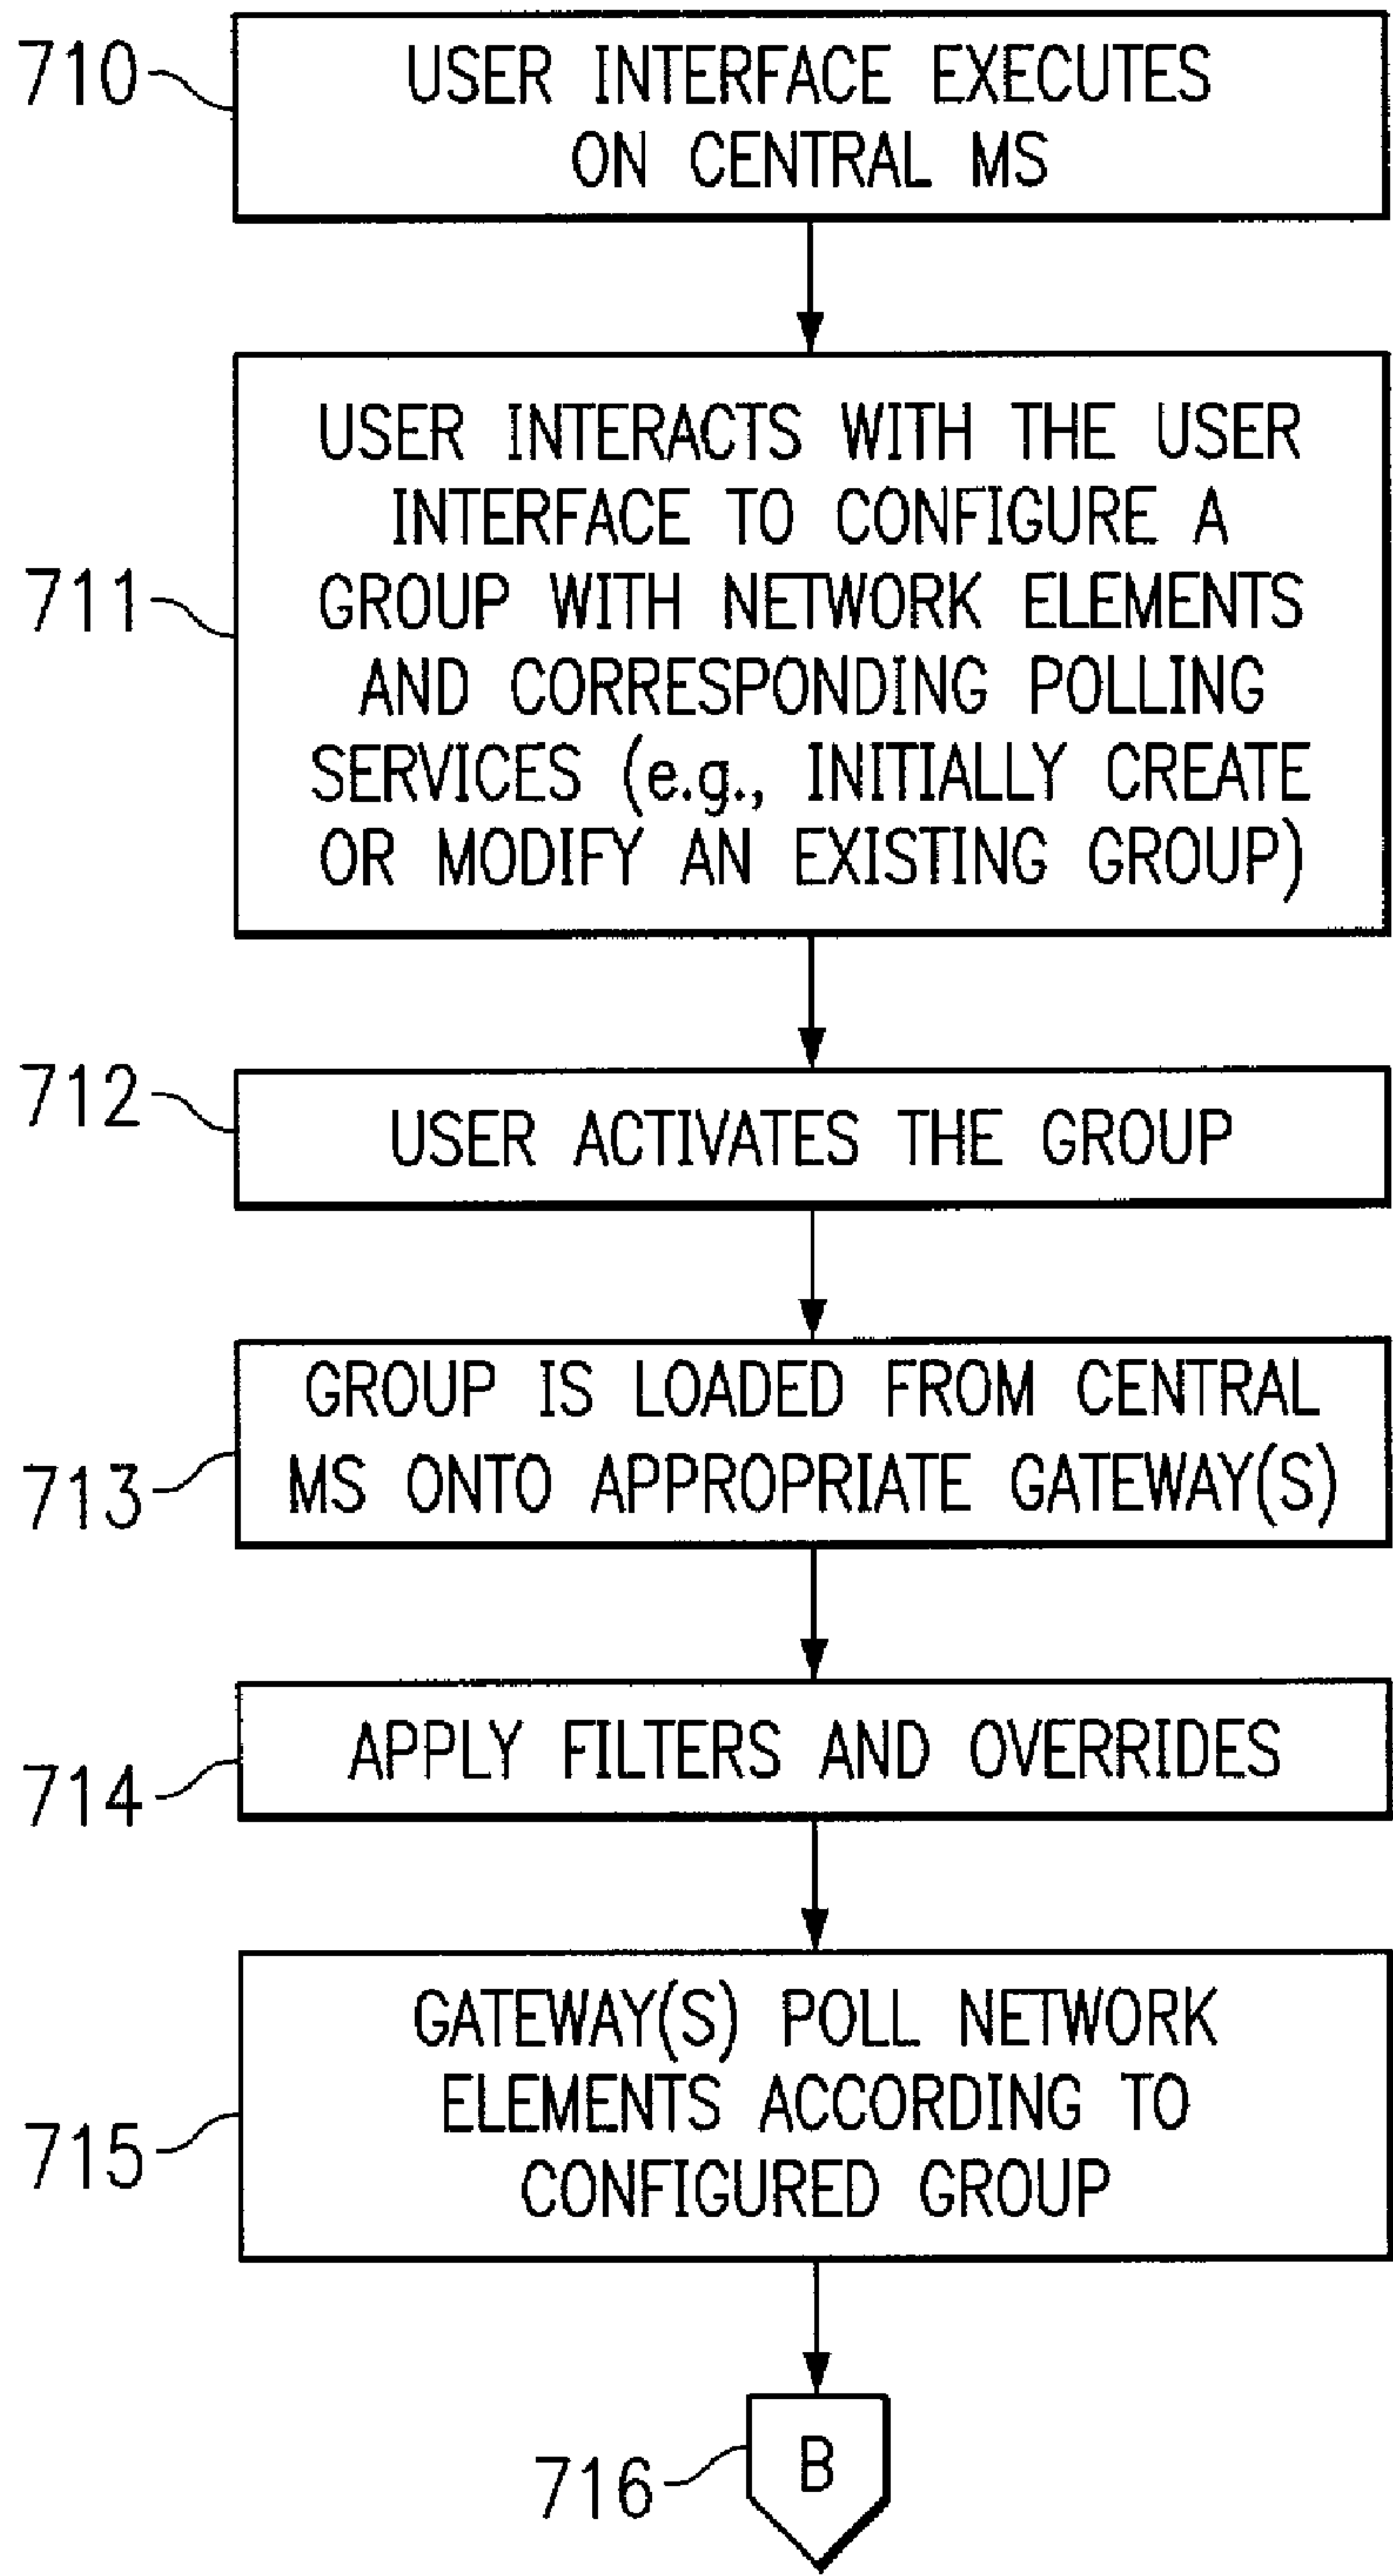 710
USER INTERFACE EXECUTES
ON CENTRAL MS
711
USER INTERACTS WITH THE USER
INTERFACE TO CONFIGURE A
GROUP WITH NETWORK ELEMENTS
AND CORRESPONDING POLLING
SERVICES (e.g., INITIALLY CREATE
OR MODIFY AN EXISTING GROUP)
712
USER ACTIVATES THE GROUP
713
GROUP IS LOADED FROM CENTRAL
MS ONTO APPROPRIATE GATEWAY(S)
714
APPLY FILTERS AND OVERRIDES
715
GATEWAY(S) POLL NETWORK
ELEMENTS ACCORDING TO
CONFIGURED GROUP
716
B